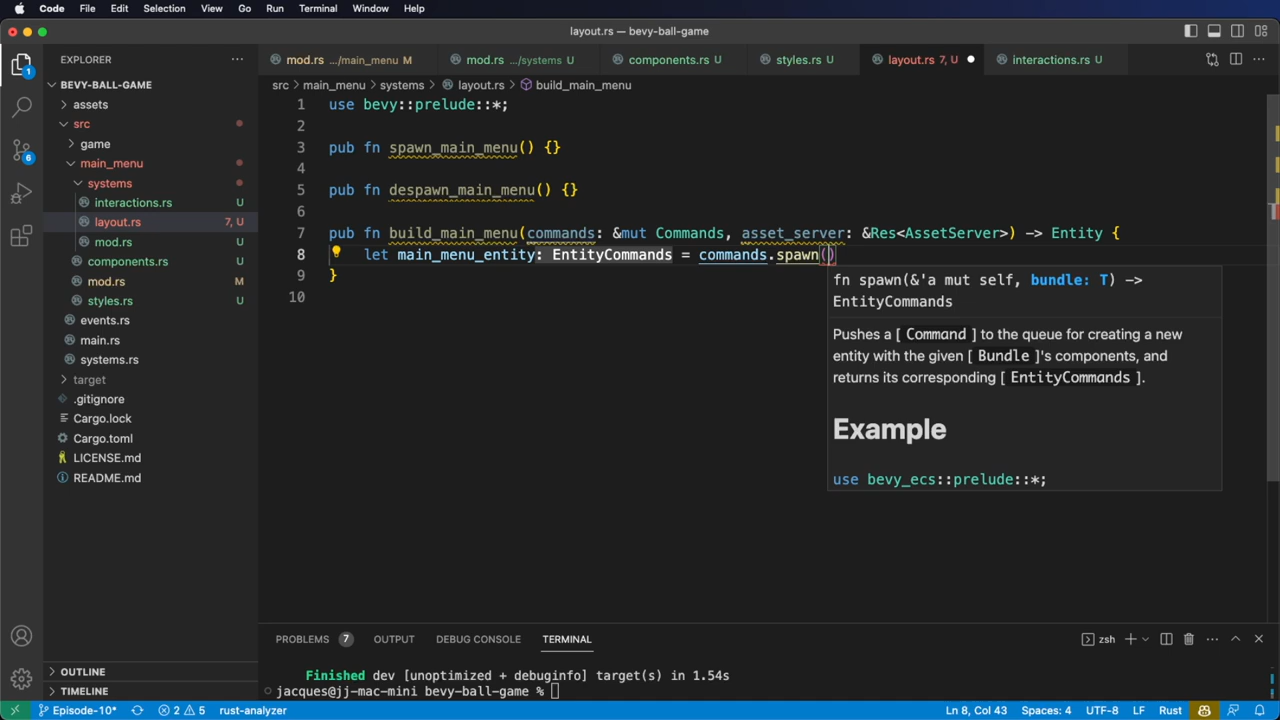 Code File Edit Selection View Go Run Terminal Window Help
layout.rs — bevy-ball-game
EXPLORER
mod.rs .../main_menu M
mod.rs .../systems U
components.rs U
styles.rs U
layout.rs 7, U
interactions.rs U
src > main_menu > systems > layout.rs > build_main_menu
BEVY-BALL-GAME
assets
src
game
main_menu
systems
interactions.rs U
layout.rs 7, U
mod.rs U
components.rs U
mod.rs M
styles.rs U
events.rs
main.rs
systems.rs
target
.gitignore
Cargo.lock
Cargo.toml
LICENSE.md
README.md
OUTLINE
TIMELINE
1
6
1 use bevy::prelude::*;
2
3 pub fn spawn_main_menu() {}
4
5 pub fn despawn_main_menu() {}
6
7 pub fn build_main_menu(commands: &mut Commands, asset_server: &Res<AssetServer>) -> Entity {
8 let main_menu_entity: EntityCommands = commands.spawn()
9 }
10
fn spawn(&'a mut self, bundle: T) ->
EntityCommands
Pushes a [ Command ] to the queue for creating a new
entity with the given [ Bundle ]'s components, and
returns its corresponding [ EntityCommands ].
Example
use bevy_ecs::prelude::*;
PROBLEMS 7 OUTPUT DEBUG CONSOLE TERMINAL
zsh
Finished dev [unoptimized + debuginfo] target(s) in 1.54s
jacques@jj-mac-mini bevy-ball-game %
Episode-10* 2 5 rust-analyzer
Ln 8, Col 43 Spaces: 4 UTF-8 LF Rust